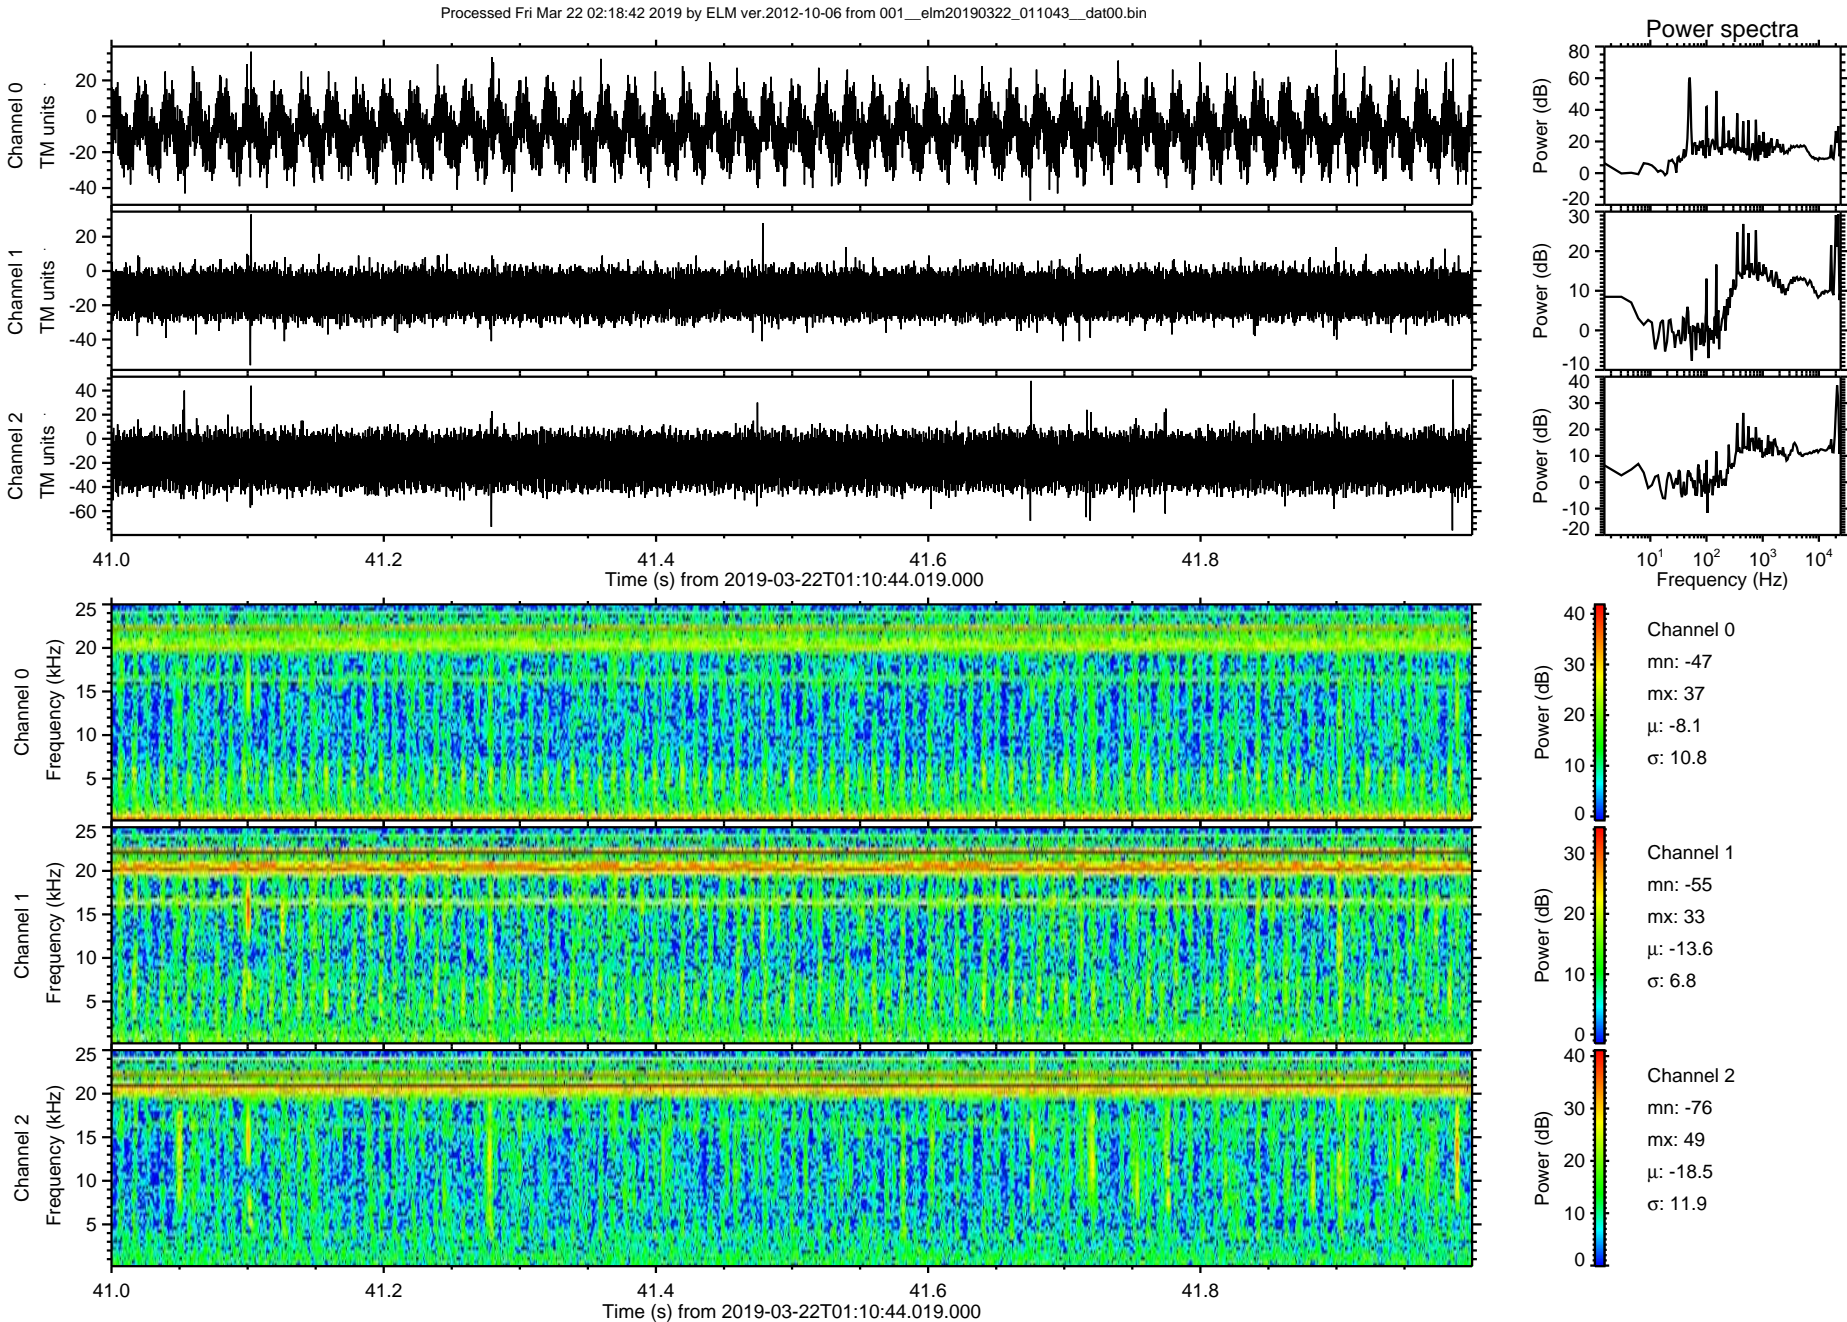 Processed Fri Mar 22 02:18:42 2019 by ELM ver.2012-10-06 from 001__elm20190322_011043__dat00.bin
Power spectra
Channel 0
TM units
20
0
-20
-40
Power (dB)
80
60
40
20
0
-20
Channel 1
TM units
20
0
-20
-40
Power (dB)
30
20
10
0
-10
Channel 2
TM units
40
20
0
-20
-40
-60
Power (dB)
40
30
20
10
0
-10
-20
41.0 41.2 41.4 41.6 41.8
Time (s) from 2019-03-22T01:10:44.019.000
10^1 10^2 10^3 10^4
Frequency (Hz)
Channel 0
Frequency (kHz)
25
20
15
10
5
Power (dB)
40
30
20
10
0
Channel 0
mn: -47
mx: 37
μ: -8.1
σ: 10.8
Channel 1
Frequency (kHz)
25
20
15
10
5
Power (dB)
30
20
10
0
Channel 1
mn: -55
mx: 33
μ: -13.6
σ: 6.8
Channel 2
Frequency (kHz)
25
20
15
10
5
Power (dB)
40
30
20
10
0
Channel 2
mn: -76
mx: 49
μ: -18.5
σ: 11.9
41.0 41.2 41.4 41.6 41.8
Time (s) from 2019-03-22T01:10:44.019.000